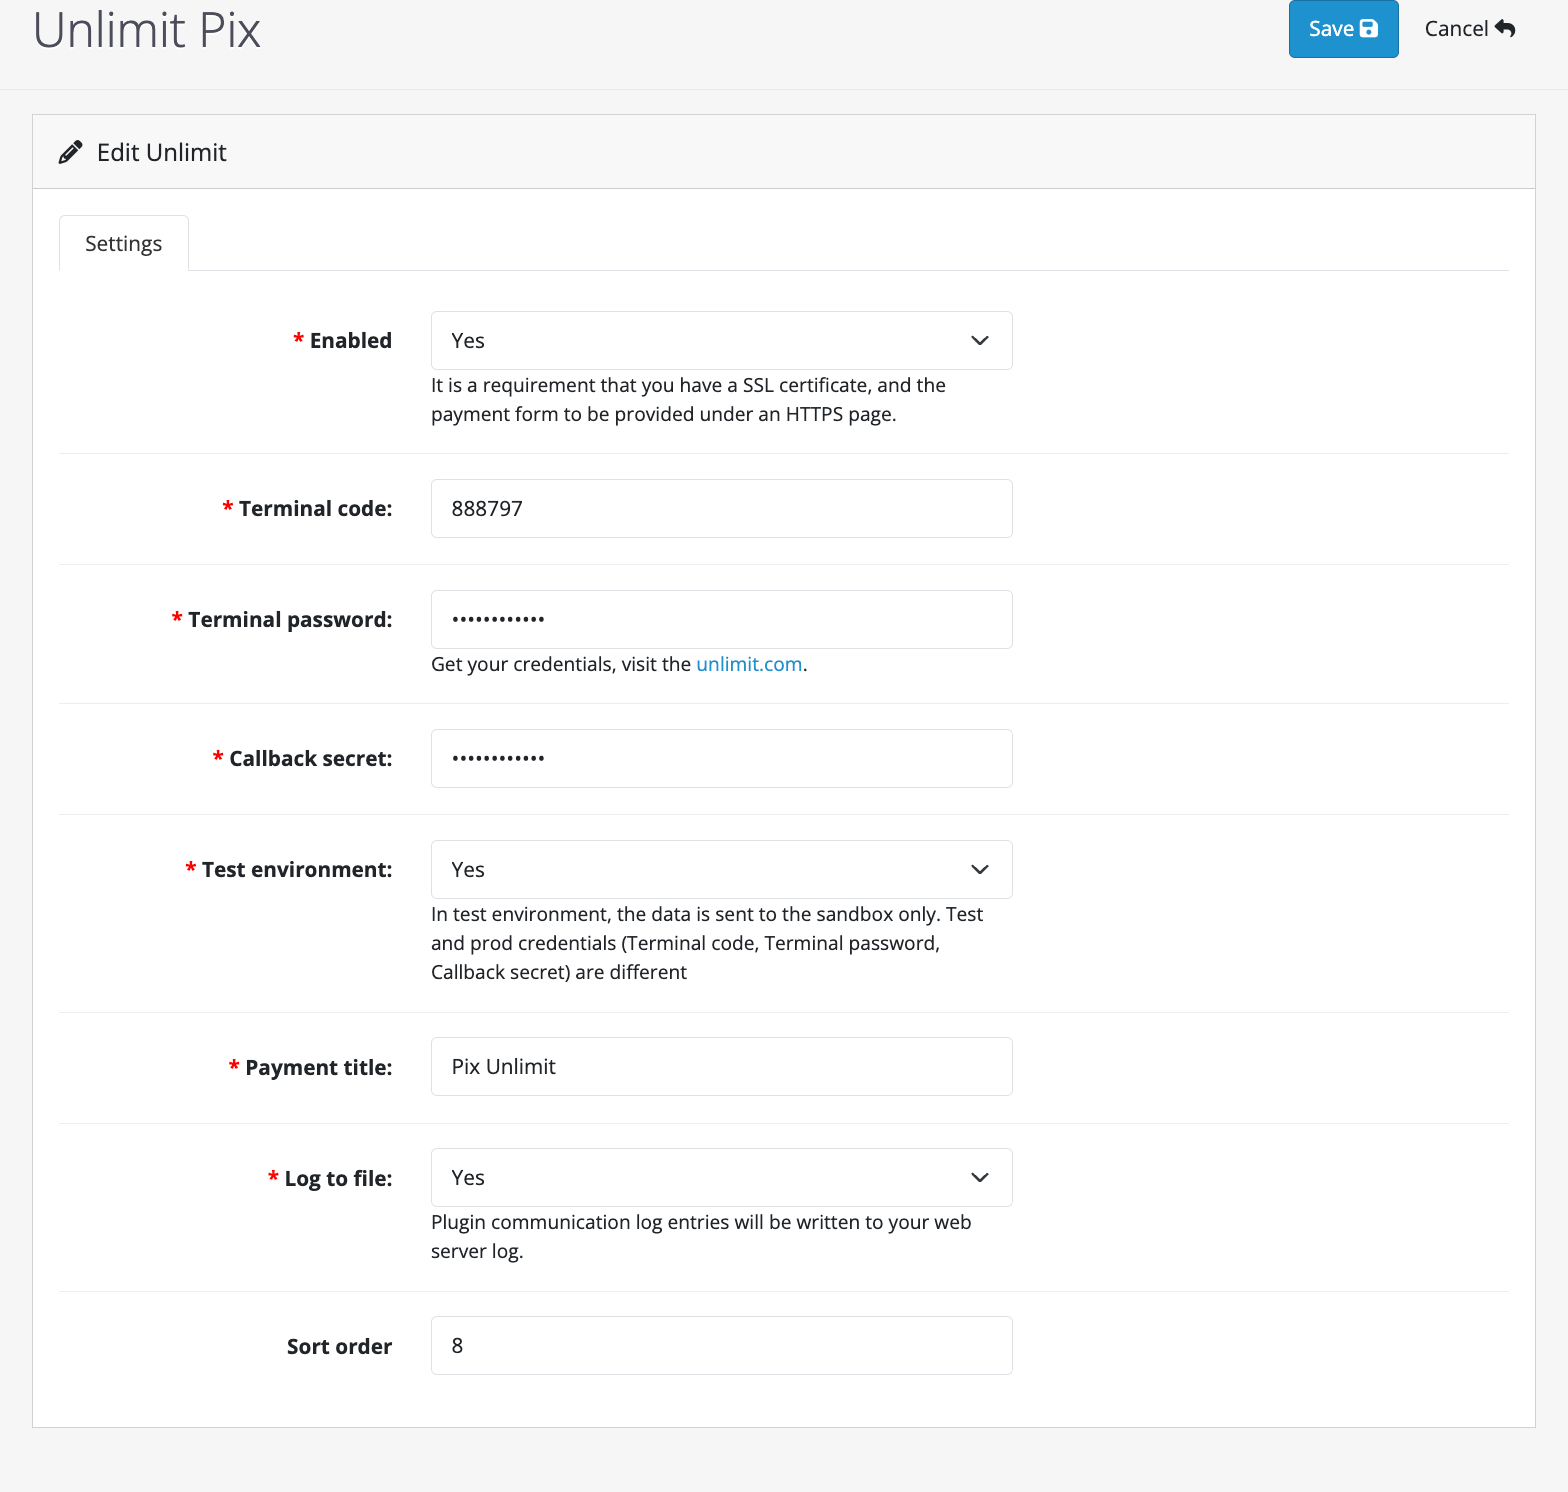 Unlimit Pix
Save
Cancel
Edit Unlimit
Settings
* Enabled
Yes
It is a requirement that you have a SSL certificate, and the
payment form to be provided under an HTTPS page.
* Terminal code:
888797
* Terminal password:
••••••••••••
Get your credentials, visit the unlimit.com.
* Callback secret:
••••••••••••
* Test environment:
Yes
In test environment, the data is sent to the sandbox only. Test
and prod credentials (Terminal code, Terminal password,
Callback secret) are different
* Payment title:
Pix Unlimit
* Log to file:
Yes
Plugin communication log entries will be written to your web
server log.
Sort order
8